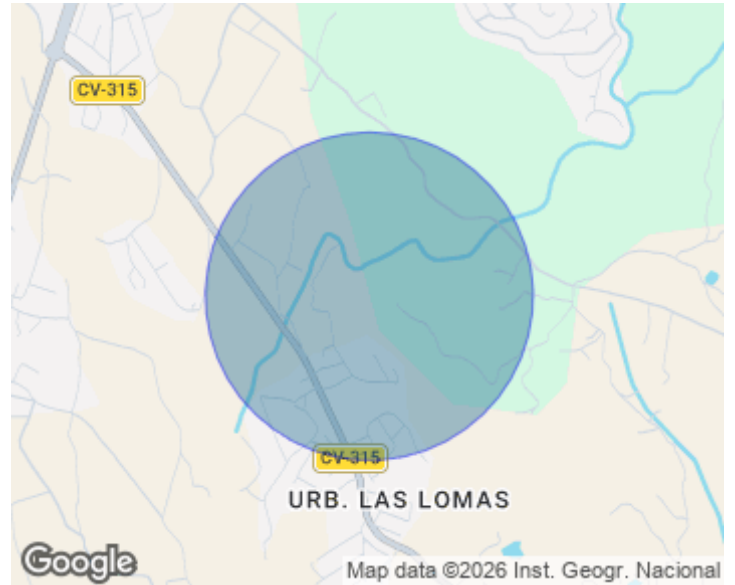 CV-315
CV-315
URB. LAS LOMAS
Google
Map data ©2026 Inst. Geogr. Nacional